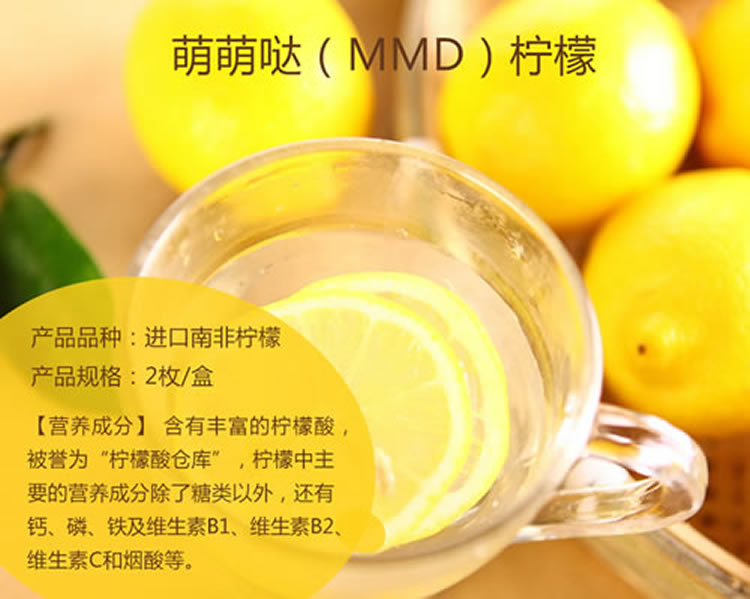 萌萌哒（MMD）柠檬
产品品种：进口南非柠檬
产品规格：2枚/盒
【营养成分】 含有丰富的柠檬酸，
被誉为“柠檬酸仓库”，柠檬中主
要的营养成分除了糖类以外，还有
钙、磷、铁及维生素B1、维生素B2、
维生素C和烟酸等。